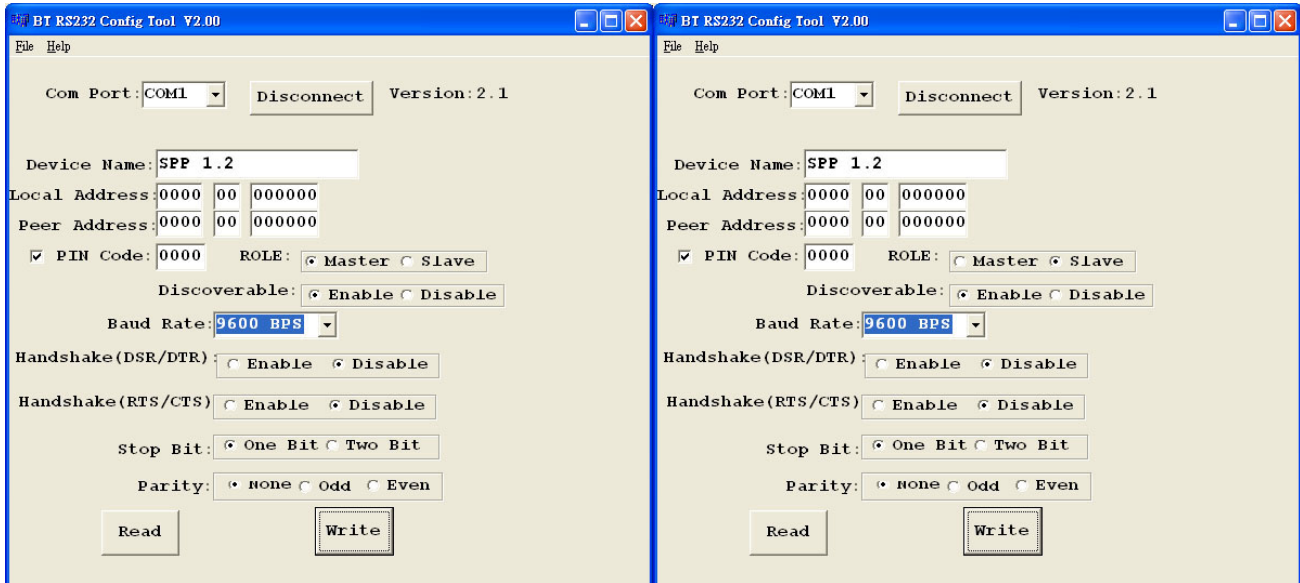 BT RS232 Config Tool V2.00
File Help
Com Port: COM1 Disconnect Version:2.1
Device Name: SPP 1.2
Local Address: 0000 00 000000
Peer Address: 0000 00 000000
PIN Code: 0000 ROLE: Master Slave
Discoverable: Enable Disable
Baud Rate: 9600 BPS
Handshake(DSR/DTR): Enable Disable
Handshake(RTS/CTS) Enable Disable
Stop Bit: One Bit Two Bit
Parity: None Odd Even
Read Write
BT RS232 Config Tool V2.00
File Help
Com Port: COM1 Disconnect Version:2.1
Device Name: SPP 1.2
Local Address: 0000 00 000000
Peer Address: 0000 00 000000
PIN Code: 0000 ROLE: Master Slave
Discoverable: Enable Disable
Baud Rate: 9600 BPS
Handshake(DSR/DTR): Enable Disable
Handshake(RTS/CTS) Enable Disable
Stop Bit: One Bit Two Bit
Parity: None Odd Even
Read Write